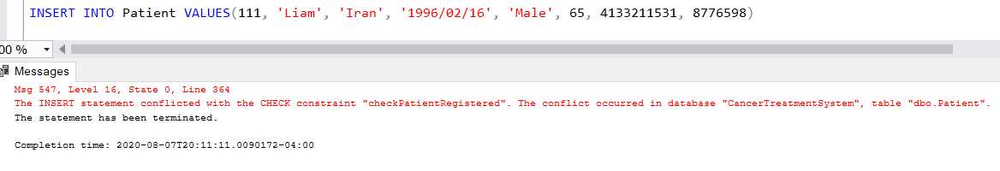 INSERT INTO Patient VALUES(111, 'Liam', 'Iran', '1996/02/16', 'Male', 65, 4133211531, 8776598)
00 %
Messages
Msg 547, Level 16, State 0, Line 364
The INSERT statement conflicted with the CHECK constraint "checkPatientRegistered". The conflict occurred in database "CancerTreatmentSystem", table "dbo.Patient".
The statement has been terminated.
Completion time: 2020-08-07T20:11:11.0090172-04:00